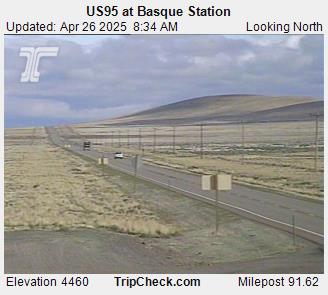 US95 at Basque Station
Updated: Apr 26 2025 8:34 AM Looking North
Elevation 4460 TripCheck.com Milepost 91.62